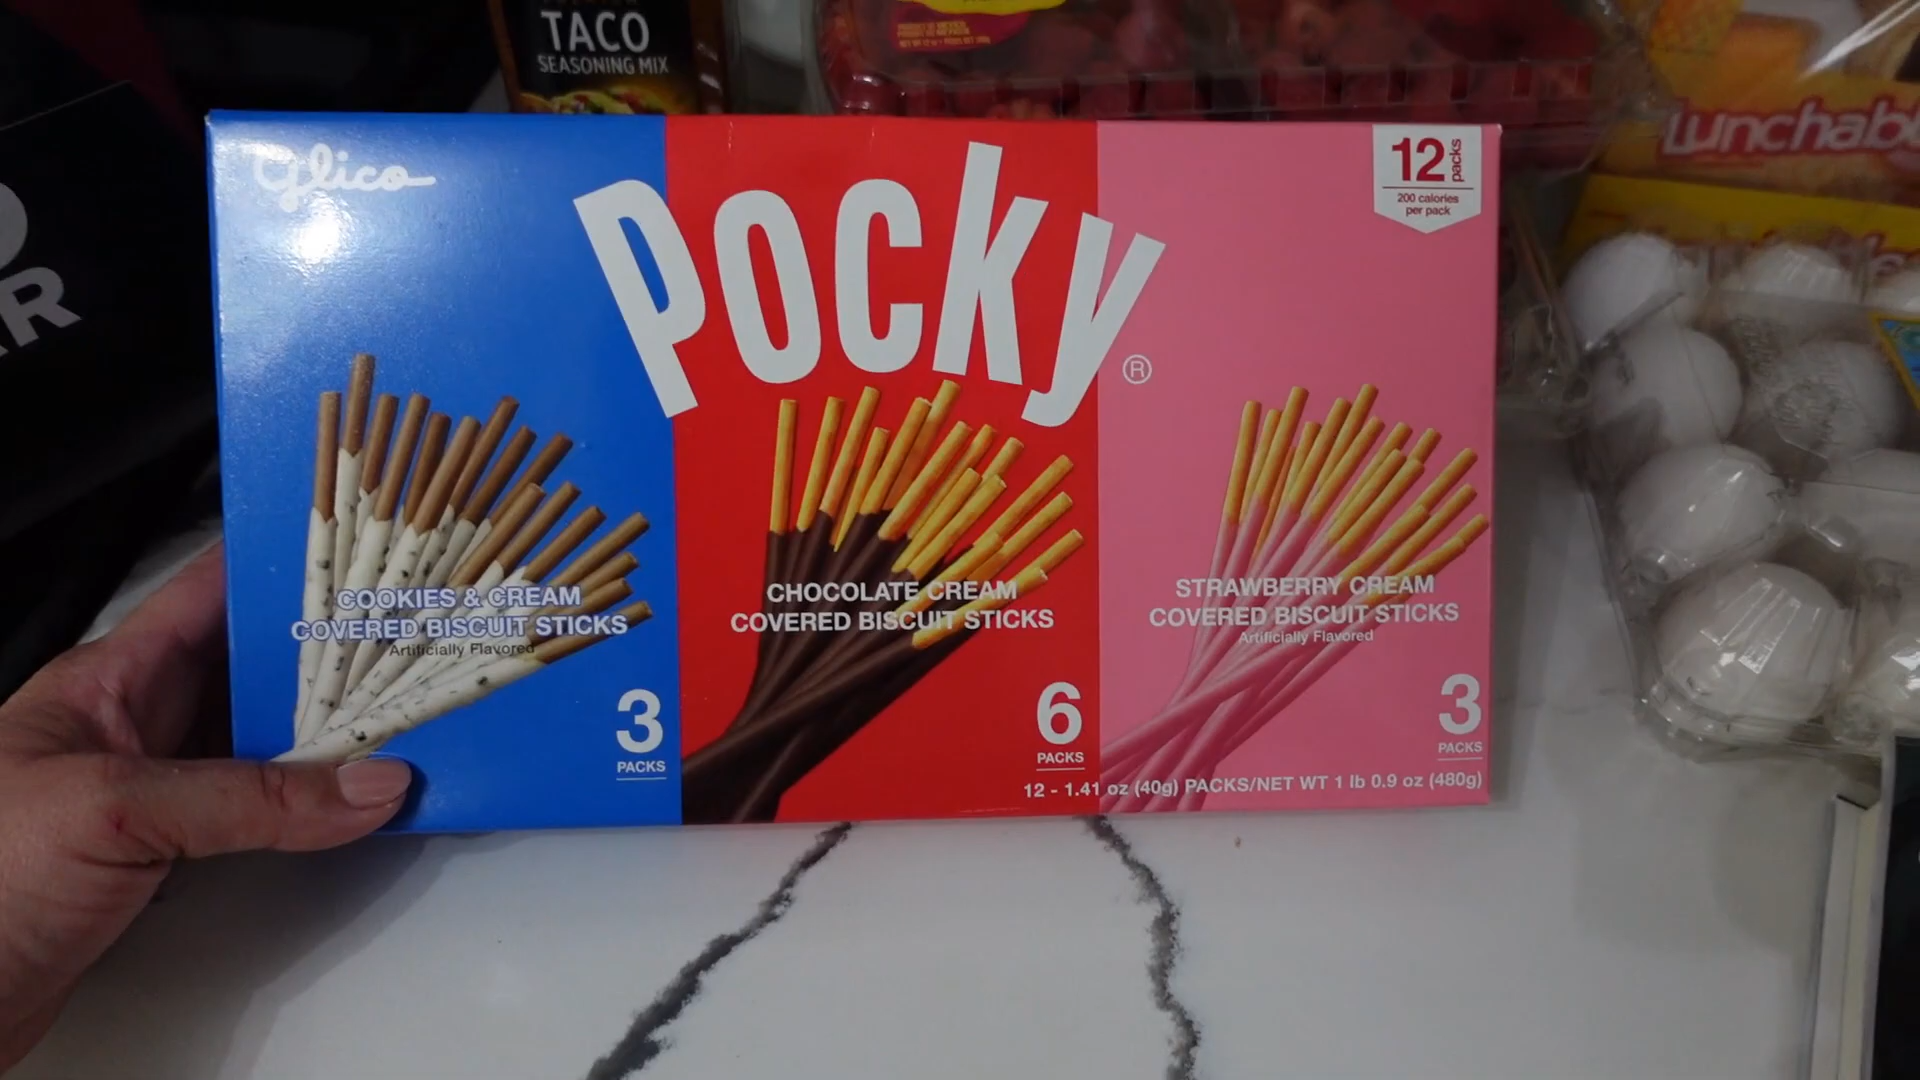 TACO
SEASONING MIX
Lunchabl
Glico
Pocky®
12 packs
200 calories
per pack
COOKIES & CREAM
COVERED BISCUIT STICKS
Artificially Flavored
3
PACKS
CHOCOLATE CREAM
COVERED BISCUIT STICKS
6
PACKS
STRAWBERRY CREAM
COVERED BISCUIT STICKS
Artificially Flavored
3
PACKS
12 - 1.41 oz (40g) PACKS/NET WT 1 lb 0.9 oz (480g)